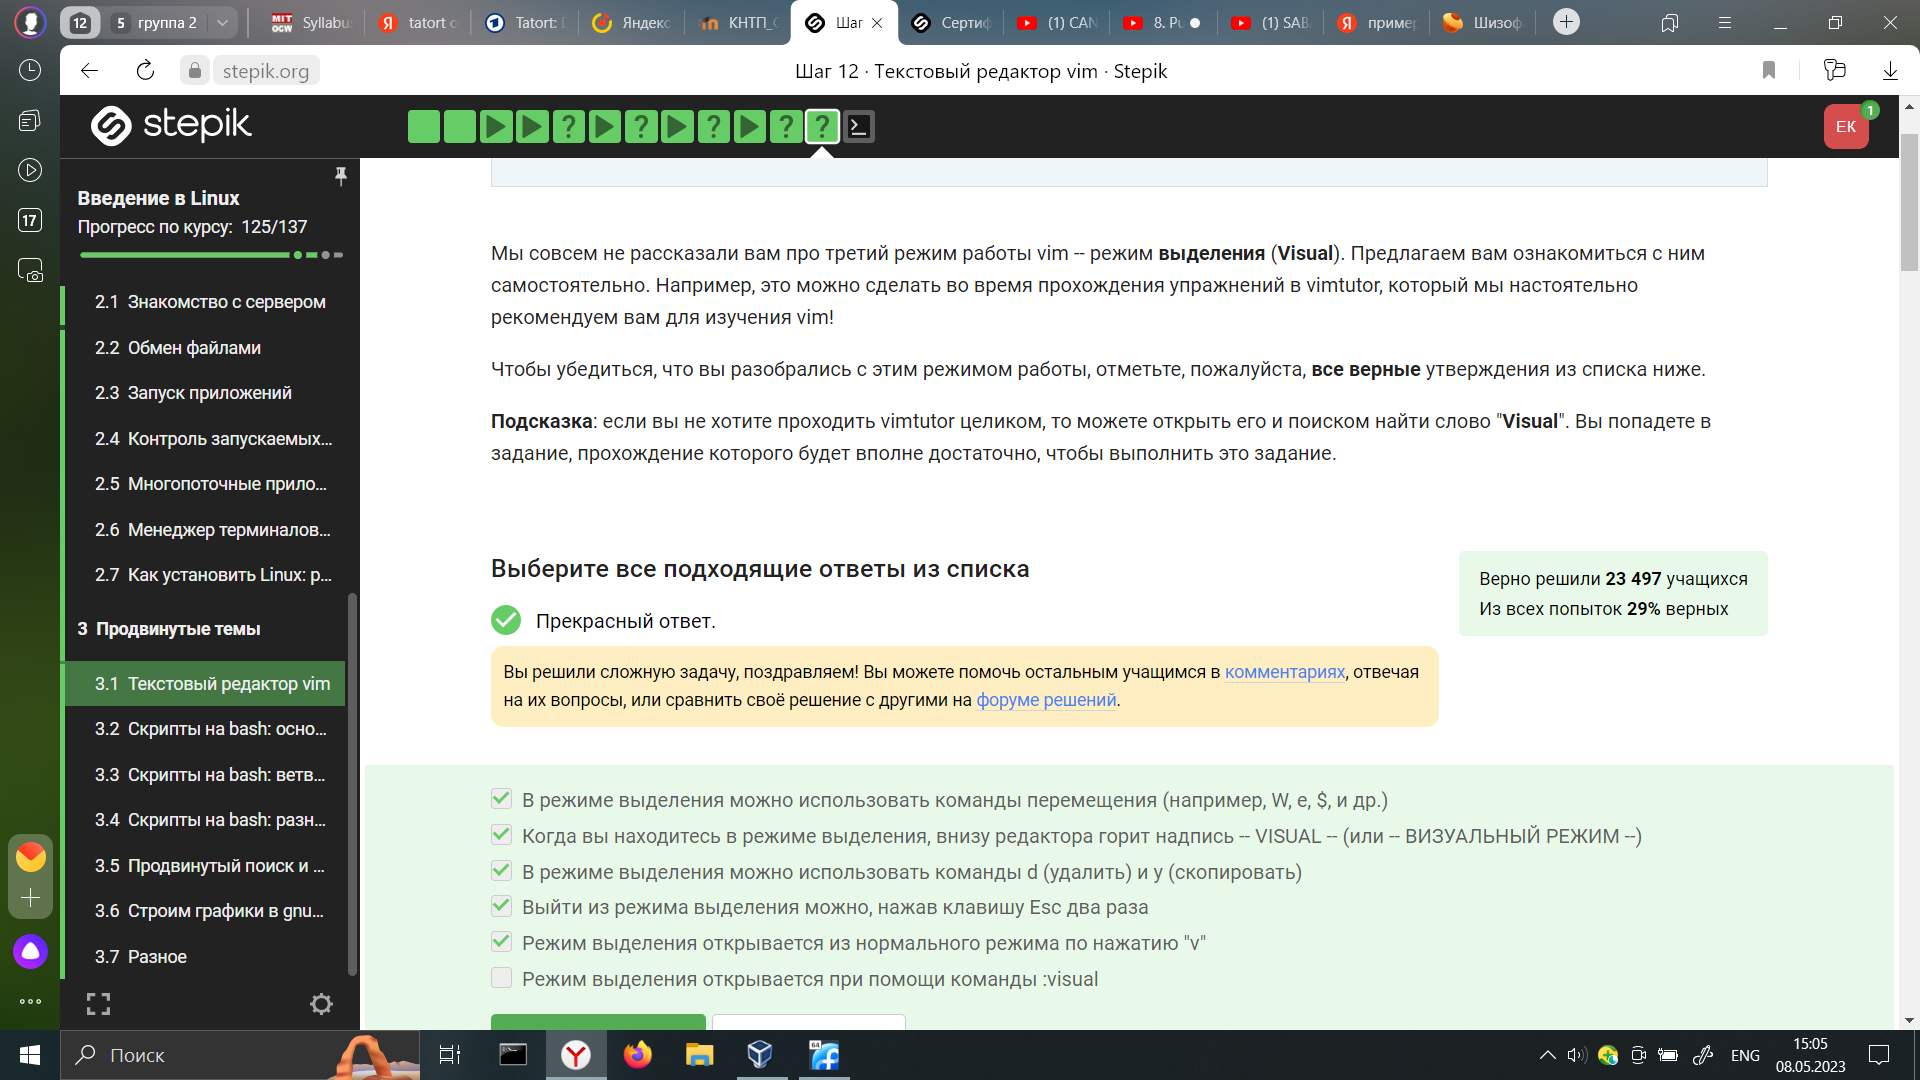 12
5 группа 2
MIT OCW Syllabu
tatort c
Tatort:
Яндекс
КНТП_
Шаг
Сертиф
(1) CAN
8. Pu
(1) SAB
пример
Шизоф
stepik.org
Шаг 12 · Текстовый редактор vim · Stepik
17
stepik
? ? ? ? ?
ЕК
1
Введение в Linux
Прогресс по курсу: 125/137
2.1 Знакомство с сервером
2.2 Обмен файлами
2.3 Запуск приложений
2.4 Контроль запускаемых...
2.5 Многопоточные прило...
2.6 Менеджер терминалов...
2.7 Как установить Linux: р...
3 Продвинутые темы
3.1 Текстовый редактор vim
3.2 Скрипты на bash: осно...
3.3 Скрипты на bash: ветв...
3.4 Скрипты на bash: разн...
3.5 Продвинутый поиск и ...
3.6 Строим графики в gnu...
3.7 Разное
Мы совсем не рассказали вам про третий режим работы vim -- режим выделения (Visual). Предлагаем вам ознакомиться с ним
самостоятельно. Например, это можно сделать во время прохождения упражнений в vimtutor, который мы настоятельно
рекомендуем вам для изучения vim!
Чтобы убедиться, что вы разобрались с этим режимом работы, отметьте, пожалуйста, все верные утверждения из списка ниже.
Подсказка: если вы не хотите проходить vimtutor целиком, то можете открыть его и поиском найти слово "Visual". Вы попадете в
задание, прохождение которого будет вполне достаточно, чтобы выполнить это задание.
Выберите все подходящие ответы из списка
Верно решили 23 497 учащихся
Из всех попыток 29% верных
Прекрасный ответ.
Вы решили сложную задачу, поздравляем! Вы можете помочь остальным учащимся в комментариях, отвечая
на их вопросы, или сравнить своё решение с другими на форуме решений.
В режиме выделения можно использовать команды перемещения (например, W, e, $, и др.)
Когда вы находитесь в режиме выделения, внизу редактора горит надпись -- VISUAL -- (или -- ВИЗУАЛЬНЫЙ РЕЖИМ --)
В режиме выделения можно использовать команды d (удалить) и y (скопировать)
Выйти из режима выделения можно, нажав клавишу Esc два раза
Режим выделения открывается из нормального режима по нажатию "v"
Режим выделения открывается при помощи команды :visual
Поиск
64
ENG
15:05
08.05.2023